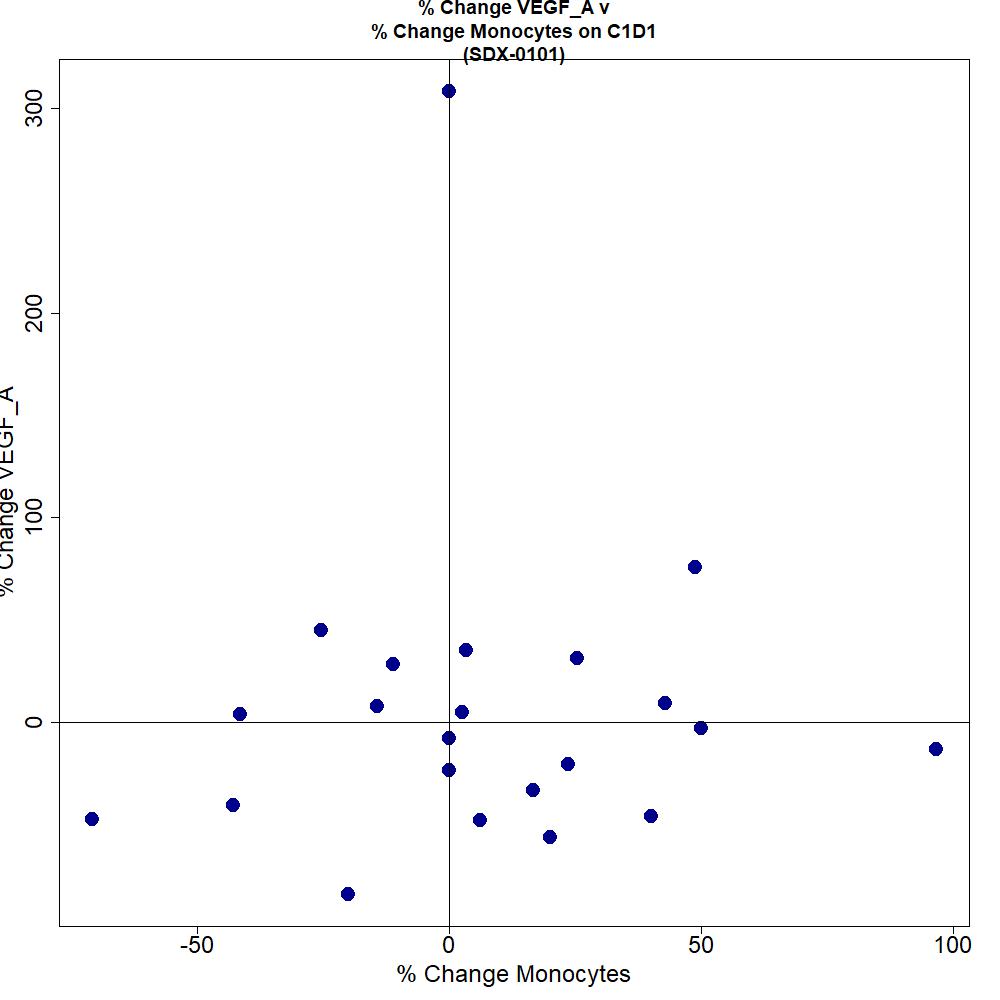 % Change VEGF_A v
% Change Monocytes on C1D1
(SDX-0101)
% Change VEGF_A
300
200
100
0
-50
0
50
100
% Change Monocytes